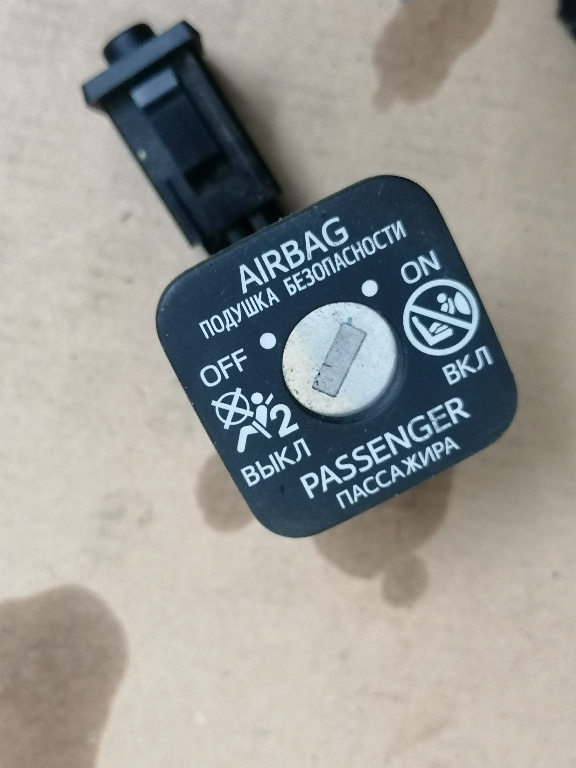 AIRBAG
ПОДУШКА БЕЗОПАСНОСТИ
OFF
ON
2
ВЫКЛ
ВКЛ
PASSENGER
ПАССАЖИРА